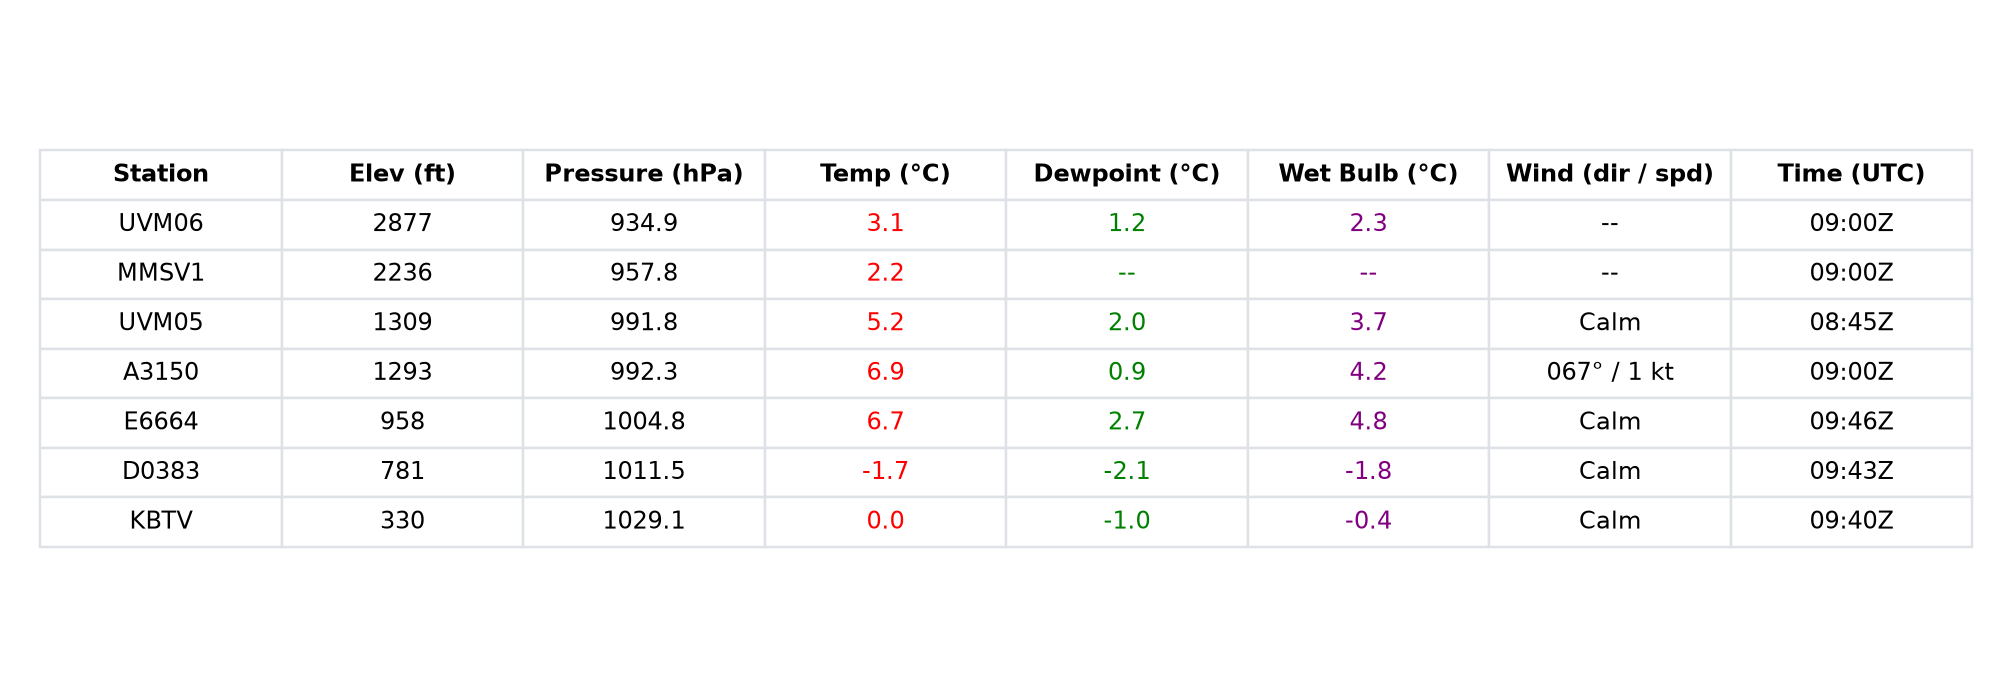 Station Elev (ft) Pressure (hPa) Temp (°C) Dewpoint (°C) Wet Bulb (°C) Wind (dir / spd) Time (UTC)
UVM06 2877 934.9 3.1 1.2 2.3 -- 09:00Z
MMSV1 2236 957.8 2.2 -- -- -- 09:00Z
UVM05 1309 991.8 5.2 2.0 3.7 Calm 08:45Z
A3150 1293 992.3 6.9 0.9 4.2 067° / 1 kt 09:00Z
E6664 958 1004.8 6.7 2.7 4.8 Calm 09:46Z
D0383 781 1011.5 -1.7 -2.1 -1.8 Calm 09:43Z
KBTV 330 1029.1 0.0 -1.0 -0.4 Calm 09:40Z